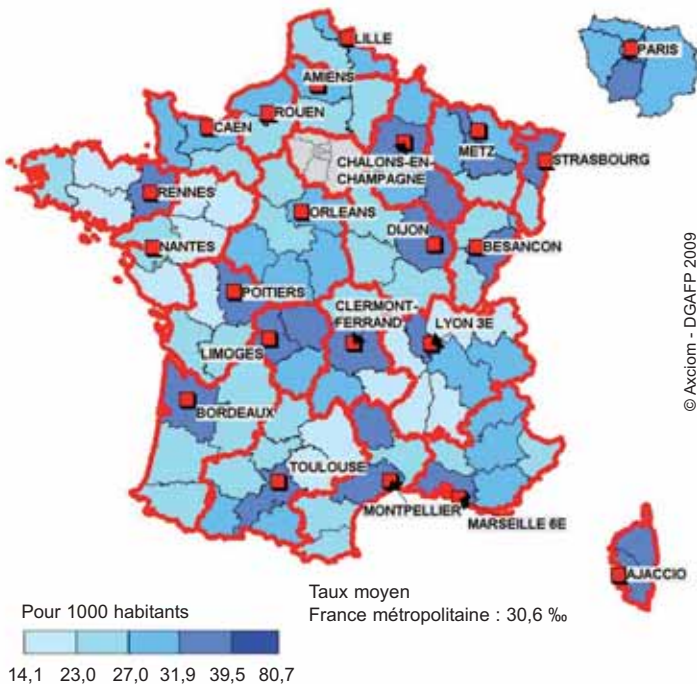 LILLE
PARIS
AMIENS
ROUEN
CAEN
METZ
CHALONS-EN-
CHAMPAGNE
STRASBOURG
RENNES
ORLEANS
DIJON
BESANCON
NANTES
POITIERS
CLERMONT-
FERRAND
LYON 3E
LIMOGES
BORDEAUX
TOULOUSE
MONTPELLIER
MARSEILLE 6E
AJACCIO
© Axciom - DGAFP 2009
Taux moyen
France métropolitaine : 30,6 ‰
Pour 1000 habitants
14,1 23,0 27,0 31,9 39,5 80,7